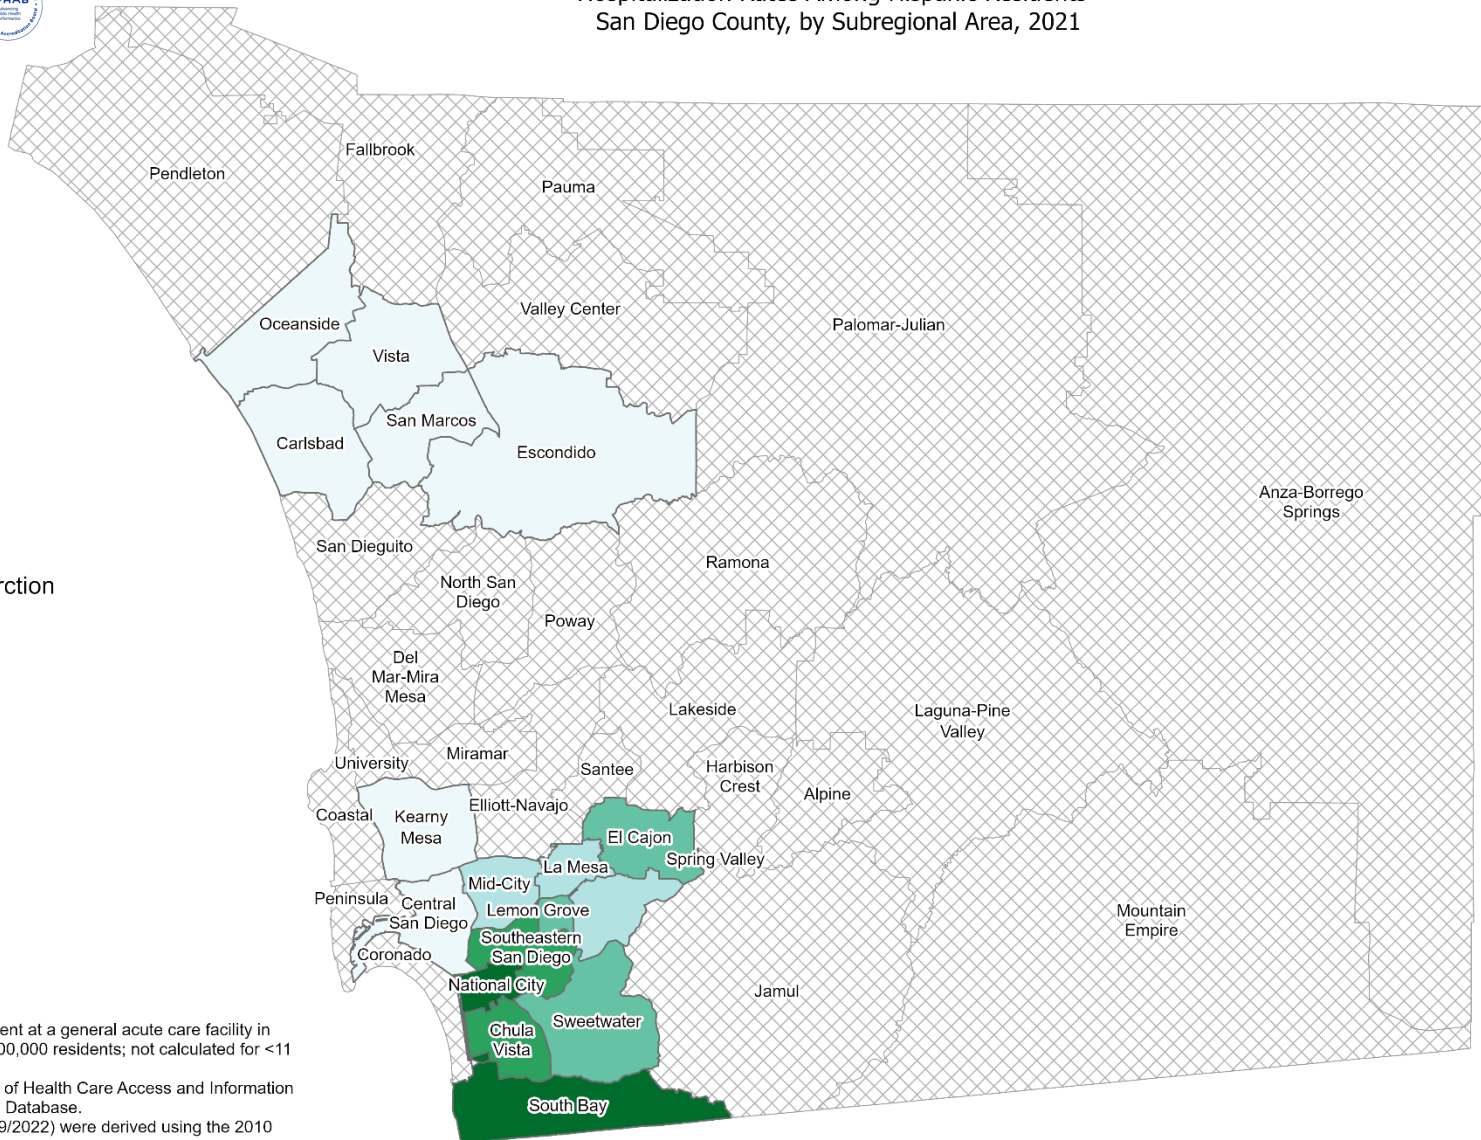 San Diego County, by Subregional Area, 2021
Fallbrook
Pendleton
Pauma
Valley Center
Oceanside
Palomar-Julian
Vista
San Marcos
Carlsbad
Escondido
Anza-Borrego
Springs
San Dieguito
Ramona
rction
North San
Diego
Poway
Del
Mar-Mira
Mesa
Lakeside
Laguna-Pine
Valley
Miramar
University
Santee
Harbison
Crest
Alpine
Elliott-Navajo
Coastal
Kearny
Mesa
El Cajon
Spring Valley
La Mesa
Mid-City
Peninsula
Central
San Diego
Lemon Grove
Mountain
Empire
Southeastern
San Diego
Coronado
National City
Jamul
Sweetwater
Chula
Vista
ent at a general acute care facility in
00,000 residents; not calculated for <11
of Health Care Access and Information
Database.
9/2022) were derived using the 2010
South Bay